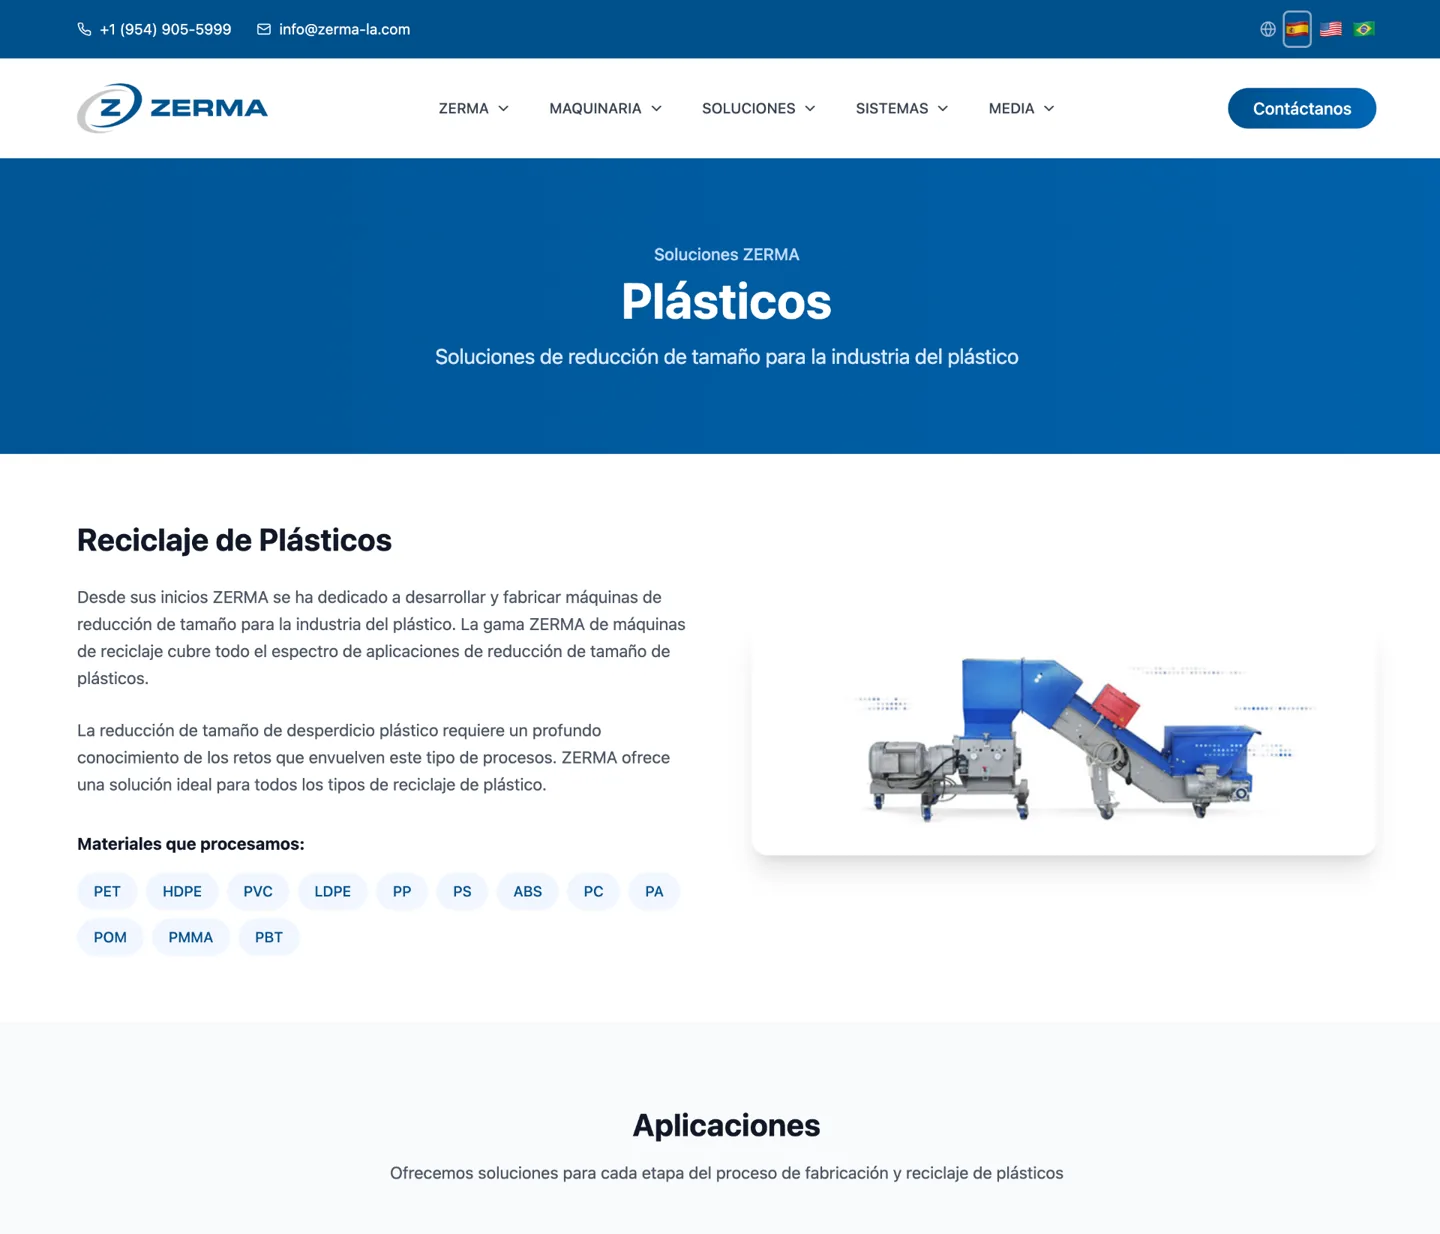 +1 (954) 905-5999
info@zerma-la.com
Z ZERMA
ZERMA
MAQUINARIA
SOLUCIONES
SISTEMAS
MEDIA
Contáctanos
Soluciones ZERMA
Plásticos
Soluciones de reducción de tamaño para la industria del plástico
Reciclaje de Plásticos
Desde sus inicios ZERMA se ha dedicado a desarrollar y fabricar máquinas de
reducción de tamaño para la industria del plástico. La gama ZERMA de máquinas
de reciclaje cubre todo el espectro de aplicaciones de reducción de tamaño de
plásticos.
La reducción de tamaño de desperdicio plástico requiere un profundo
conocimiento de los retos que envuelven este tipo de procesos. ZERMA ofrece
una solución ideal para todos los tipos de reciclaje de plástico.
Materiales que procesamos:
PET
HDPE
PVC
LDPE
PP
PS
ABS
PC
PA
POM
PMMA
PBT
Aplicaciones
Ofrecemos soluciones para cada etapa del proceso de fabricación y reciclaje de plásticos